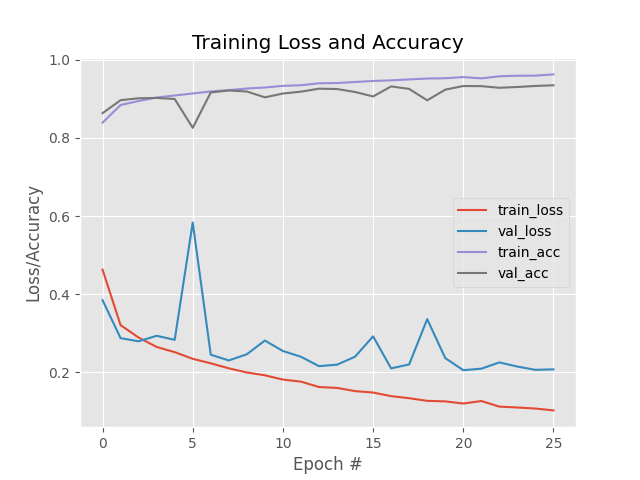 Training Loss and Accuracy
1.0
0.8
0.6
0.4
0.2
Loss/Accuracy
train_loss
val_loss
train_acc
val_acc
0 5 10 15 20 25
Epoch #